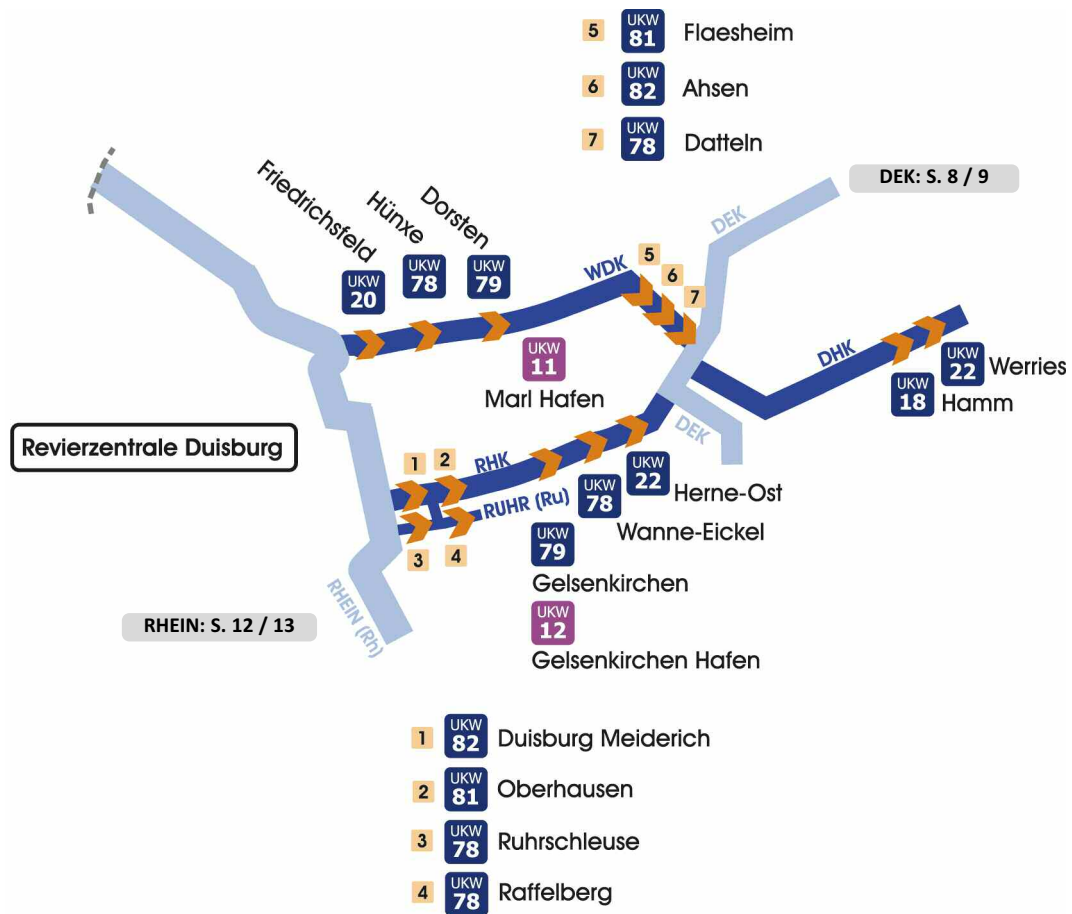 5 UKW 81 Flaesheim
6 UKW 82 Ahsen
7 UKW 78 Datteln
DEK: S. 8 / 9
Friedrichsfeld
Hünxe
Dorsten
UKW 20
UKW 78
UKW 79
WDK
5
6
7
DEK
UKW 11
Marl Hafen
DHK
UKW 22 Werries
UKW 18 Hamm
Revierzentrale Duisburg
1
2
RHK
DEK
RUHR (Ru)
3
4
UKW 22 Herne-Ost
UKW 78 Wanne-Eickel
UKW 79
Gelsenkirchen
UKW 12
Gelsenkirchen Hafen
RHEIN (Rh)
RHEIN: S. 12 / 13
1 UKW 82 Duisburg Meiderich
2 UKW 81 Oberhausen
3 UKW 78 Ruhrschleuse
4 UKW 78 Raffelberg